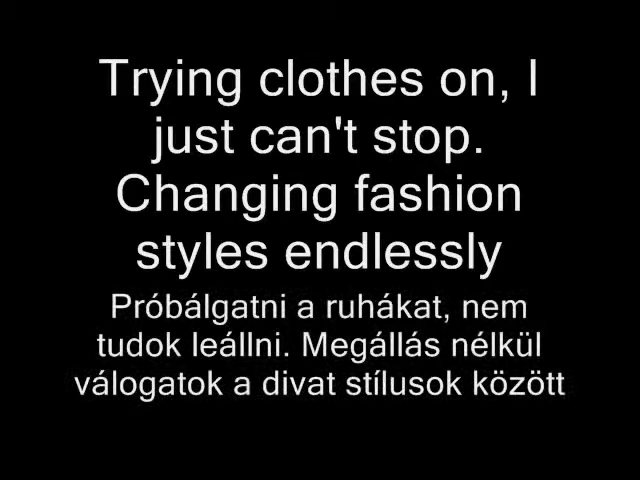 Trying clothes on, I
just can't stop.
Changing fashion
styles endlessly
Próbálgatni a ruhákat, nem
tudok leállni. Megállás nélkül
válogatok a divat stílusok között